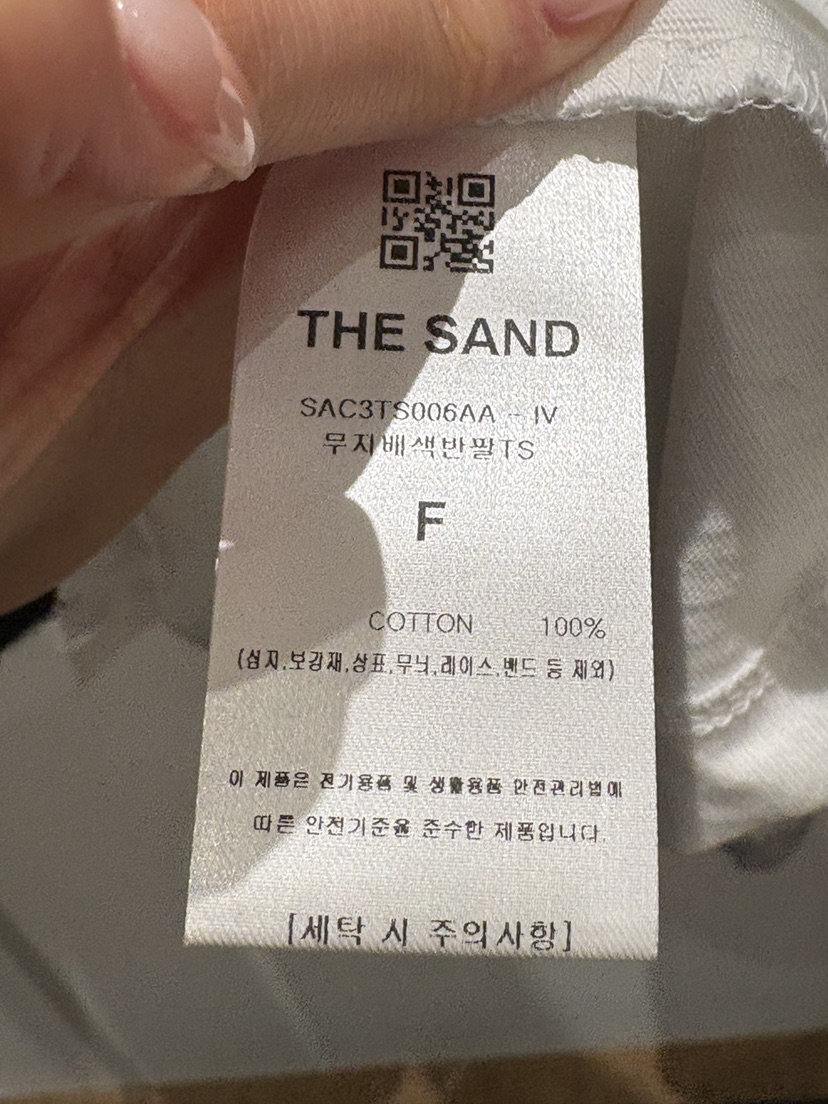 THE SAND
SAC3TS006AA - IV
무지배색반팔TS
F
COTTON 100%
(심지,보강재,상표,무늬,레이스,밴드 등 제외)
이 제품은 전기용품 및 생활용품 안전관리법에
따른 안전기준을 준수한 제품입니다.
[세탁 시 주의사항]